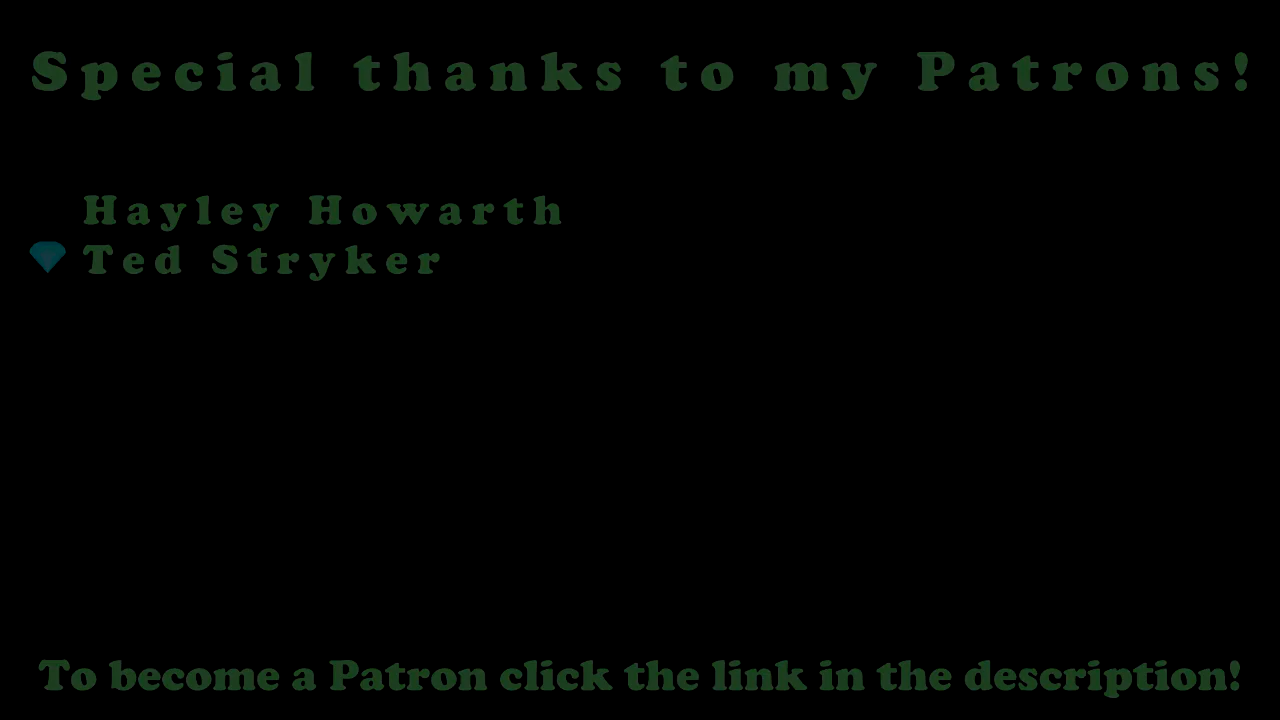 Special thanks to my Patrons!
Hayley Howarth
Ted Stryker
To become a Patron click the link in the description!